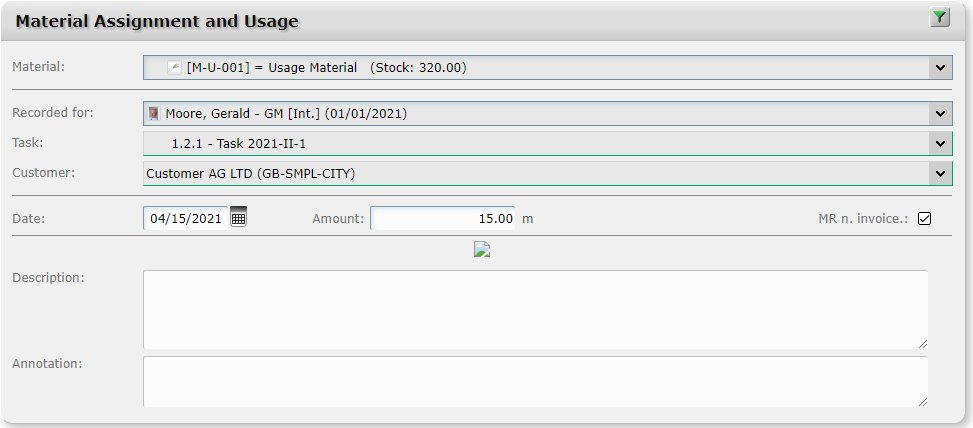 Material Assignment and Usage
Material: [M-U-001] = Usage Material (Stock: 320.00)
Recorded for: Moore, Gerald - GM [Int.] (01/01/2021)
Task: 1.2.1 - Task 2021-II-1
Customer: Customer AG LTD (GB-SMPL-CITY)
Date: 04/15/2021 Amount: 15.00 m MR n. invoice.:
Description:
Annotation: